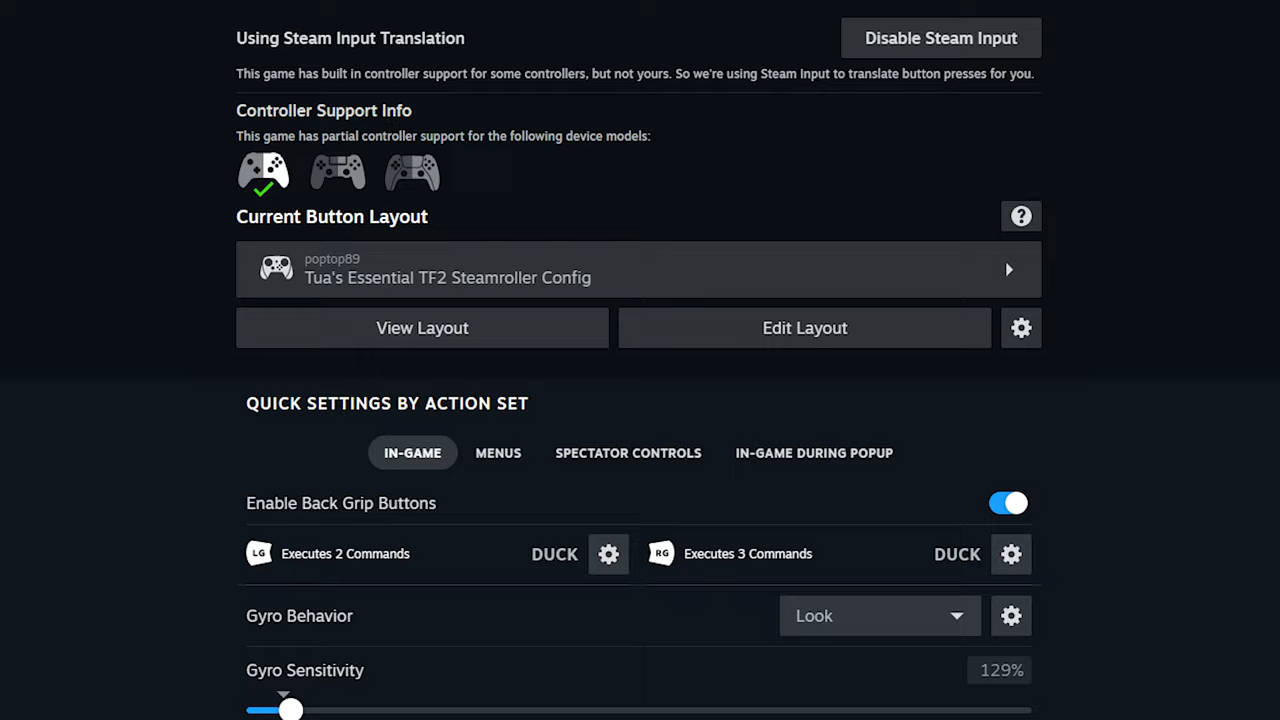 Using Steam Input Translation
Disable Steam Input
This game has built in controller support for some controllers, but not yours. So we're using Steam Input to translate button presses for you.
Controller Support Info
This game has partial controller support for the following device models:
Current Button Layout
?
poptop89
Tua's Essential TF2 Steamroller Config
View Layout
Edit Layout
QUICK SETTINGS BY ACTION SET
IN-GAME MENUS SPECTATOR CONTROLS IN-GAME DURING POPUP
Enable Back Grip Buttons
LG Executes 2 Commands DUCK RG Executes 3 Commands DUCK
Gyro Behavior Look
Gyro Sensitivity 129%